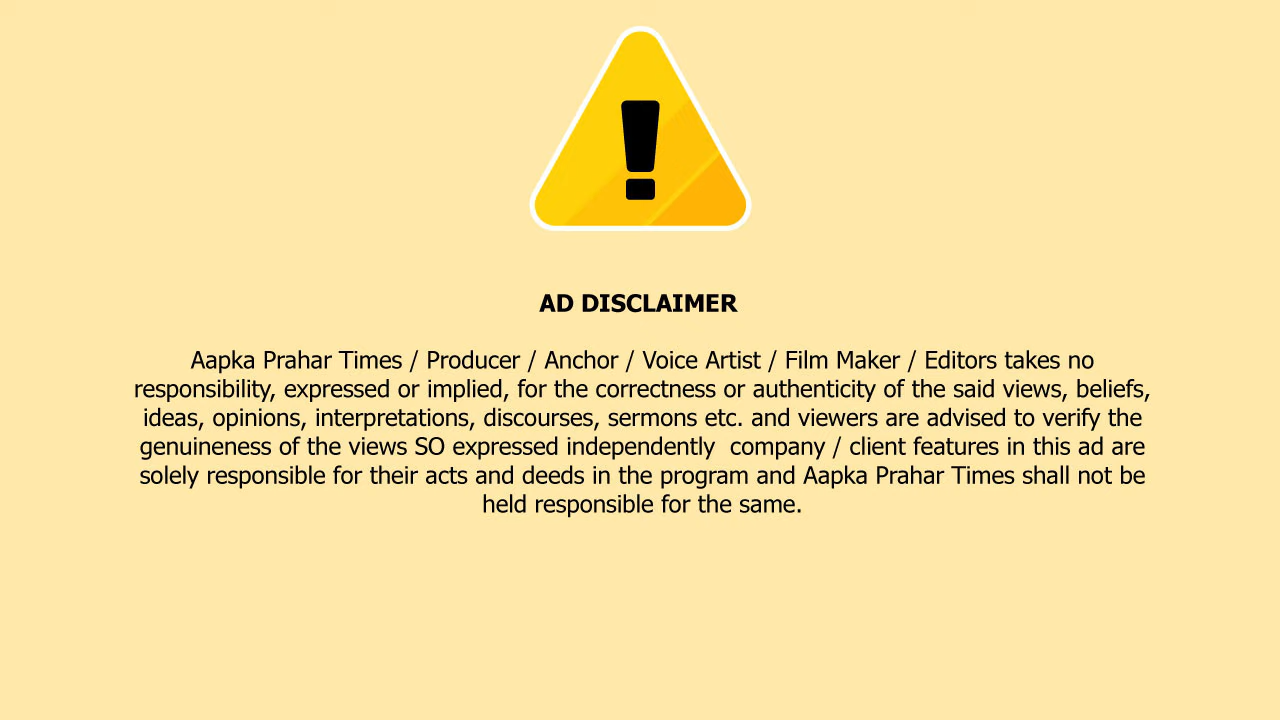 AD DISCLAIMER
Aapka Prahar Times / Producer / Anchor / Voice Artist / Film Maker / Editors takes no
responsibility, expressed or implied, for the correctness or authenticity of the said views, beliefs,
ideas, opinions, interpretations, discourses, sermons etc. and viewers are advised to verify the
genuineness of the views SO expressed independently  company / client features in this ad are
solely responsible for their acts and deeds in the program and Aapka Prahar Times shall not be
held responsible for the same.